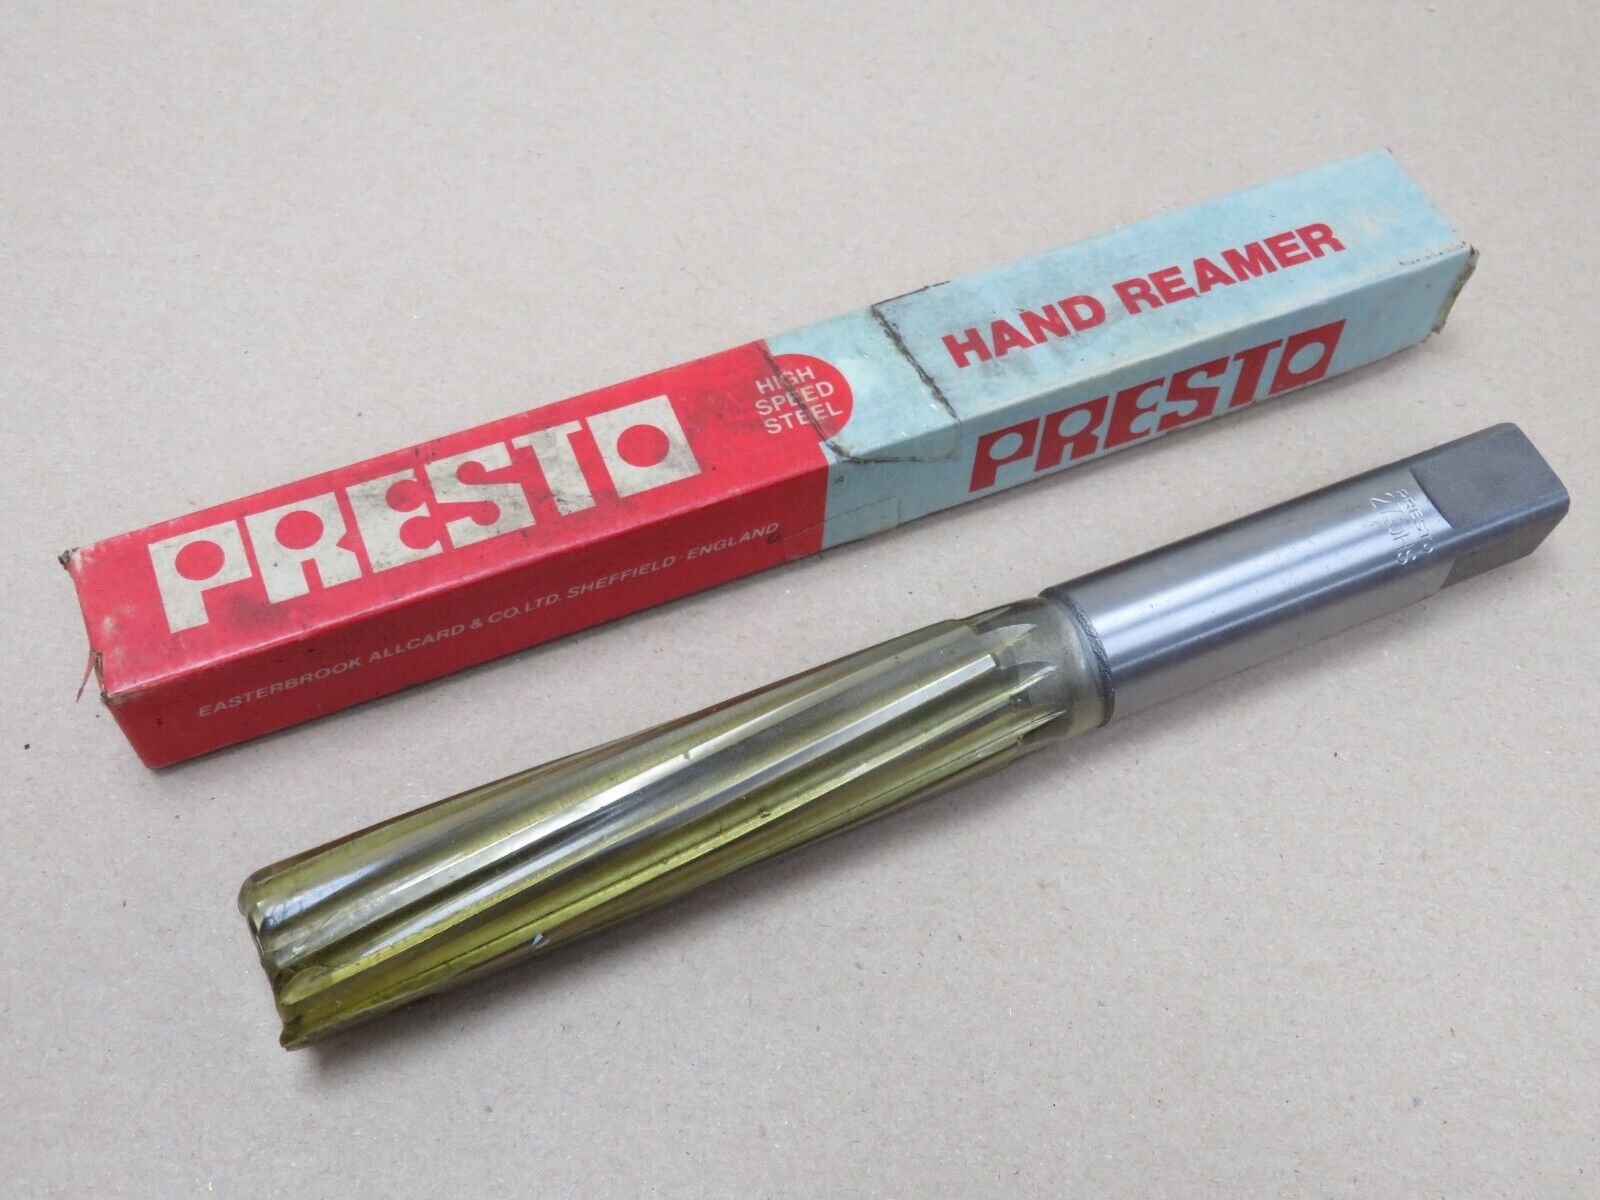 PRESTO
HIGH
SPEED
STEEL
EASTERBROOK ALLCARD & CO. LTD. SHEFFIELD · ENGLAND
HAND REAMER
PRESTO
PRESTO